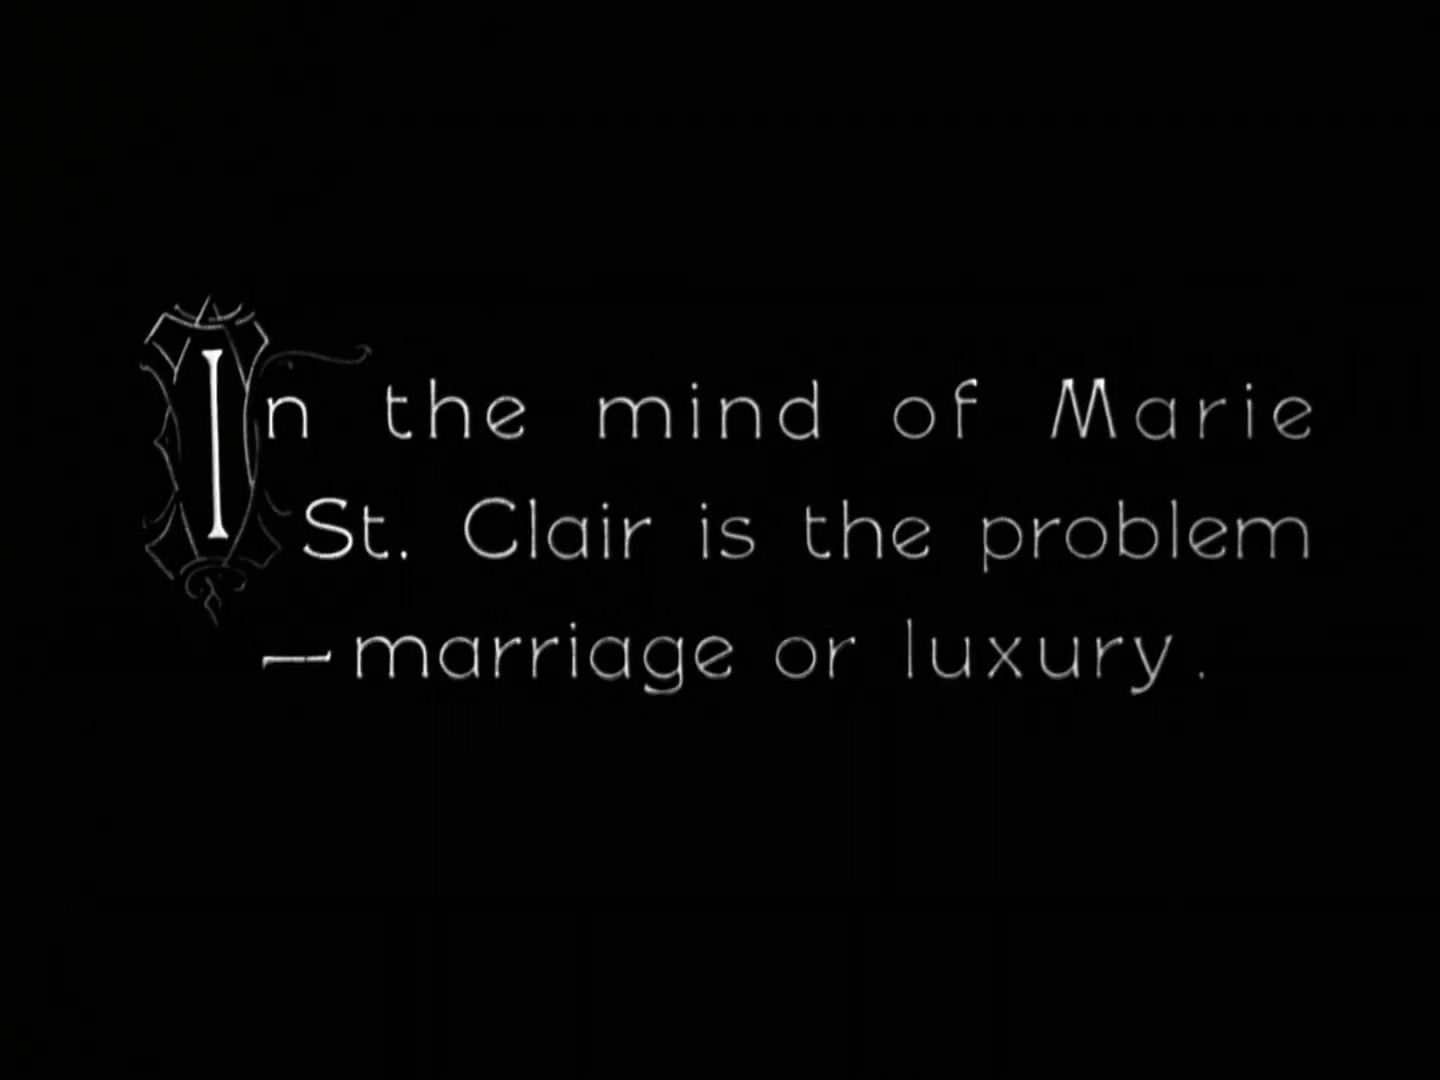 In the mind of Marie
St. Clair is the problem
—marriage or luxury.